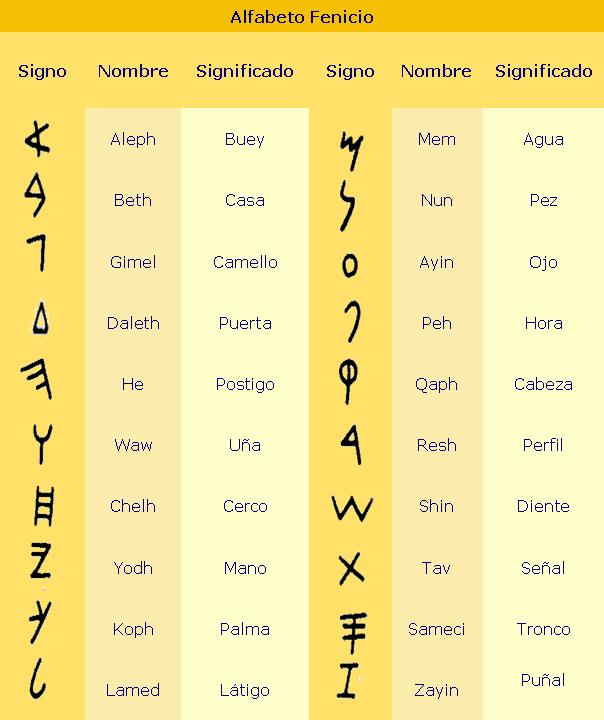 Alfabeto Fenicio
Signo Nombre Significado Signo Nombre Significado
𐤀 Aleph Buey 𐤌 Mem Agua
𐤁 Beth Casa 𐤍 Nun Pez
𐤂 Gimel Camello 𐤏 Ayin Ojo
𐤃 Daleth Puerta 𐤐 Peh Hora
𐤄 He Postigo 𐤒 Qaph Cabeza
𐤅 Waw Uña 𐤓 Resh Perfil
𐤇 Chelh Cerco 𐤔 Shin Diente
𐤉 Yodh Mano 𐤕 Tav Señal
𐤊 Koph Palma 𐤎 Sameci Tronco
𐤋 Lamed Látigo 𐤆 Zayin Puñal